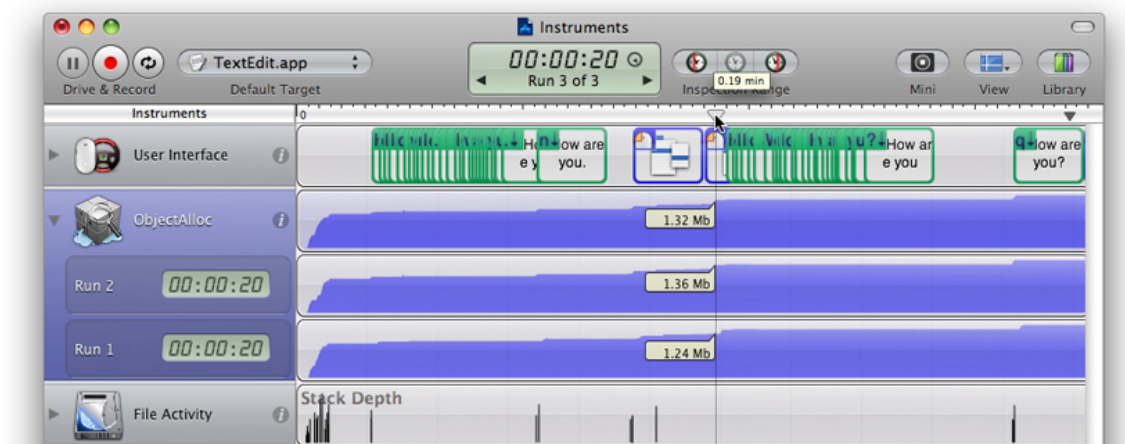 Instruments
TextEdit.app
00:00:20
Run 3 of 3
0.19 min
Drive & Record
Default Target
Inspection Range
Mini
View
Library
Instruments
0
User Interface
How are
e you
you.
How ar
e you
How are
you?
ObjectAlloc
1.32 Mb
Run 2
00:00:20
1.36 Mb
Run 1
00:00:20
1.24 Mb
File Activity
Stack Depth